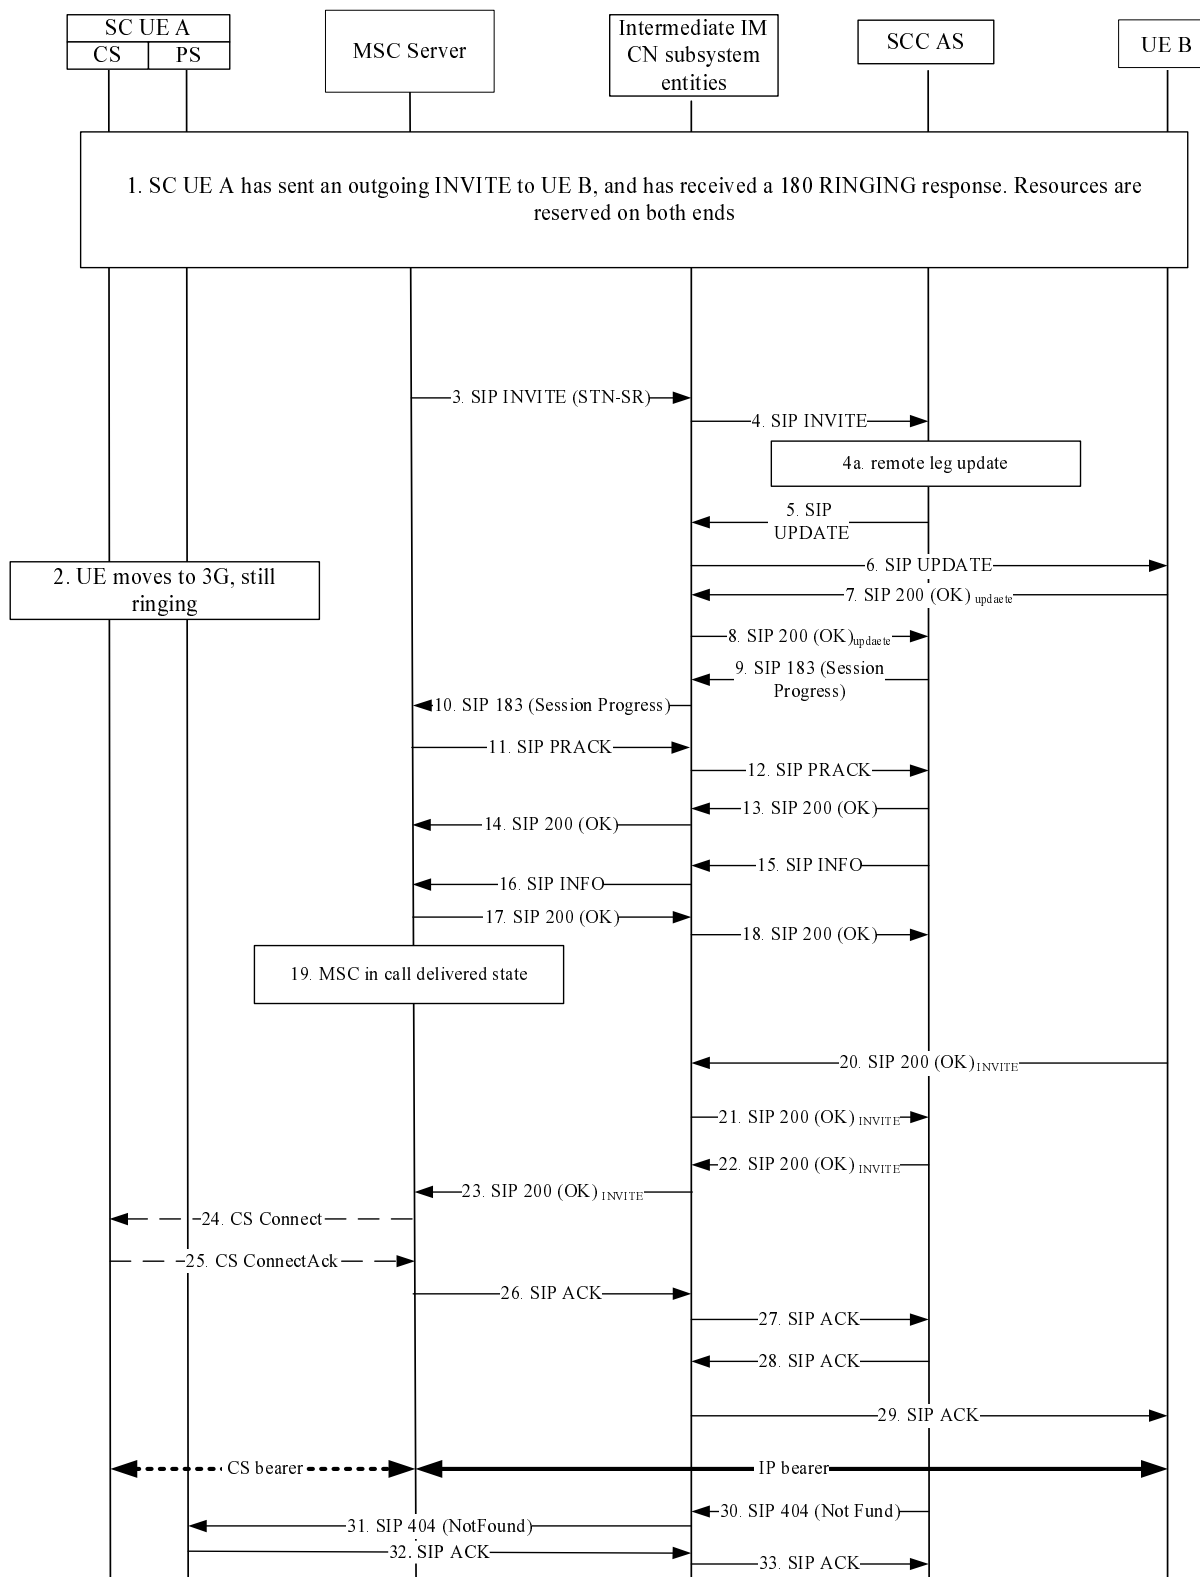 SC UE A
CS PS
MSC Server
Intermediate IM
CN subsystem
entities
SCC AS
UE B
1. SC UE A has sent an outgoing INVITE to UE B, and has received a 180 RINGING response. Resources are
reserved on both ends
3. SIP INVITE (STN-SR)
4. SIP INVITE
4a. remote leg update
5. SIP
UPDATE
2. UE moves to 3G, still
ringing
6. SIP UPDATE
7. SIP 200 (OK) updaete
8. SIP 200 (OK)updaete
9. SIP 183 (Session
Progress)
10. SIP 183 (Session Progress)
11. SIP PRACK
12. SIP PRACK
13. SIP 200 (OK)
14. SIP 200 (OK)
15. SIP INFO
16. SIP INFO
17. SIP 200 (OK)
18. SIP 200 (OK)
19. MSC in call delivered state
20. SIP 200 (OK)INVITE
21. SIP 200 (OK) INVITE
22. SIP 200 (OK) INVITE
23. SIP 200 (OK) INVITE
24. CS Connect
25. CS ConnectAck
26. SIP ACK
27. SIP ACK
28. SIP ACK
29. SIP ACK
CS bearer
IP bearer
30. SIP 404 (Not Fund)
31. SIP 404 (NotFound)
32. SIP ACK
33. SIP ACK